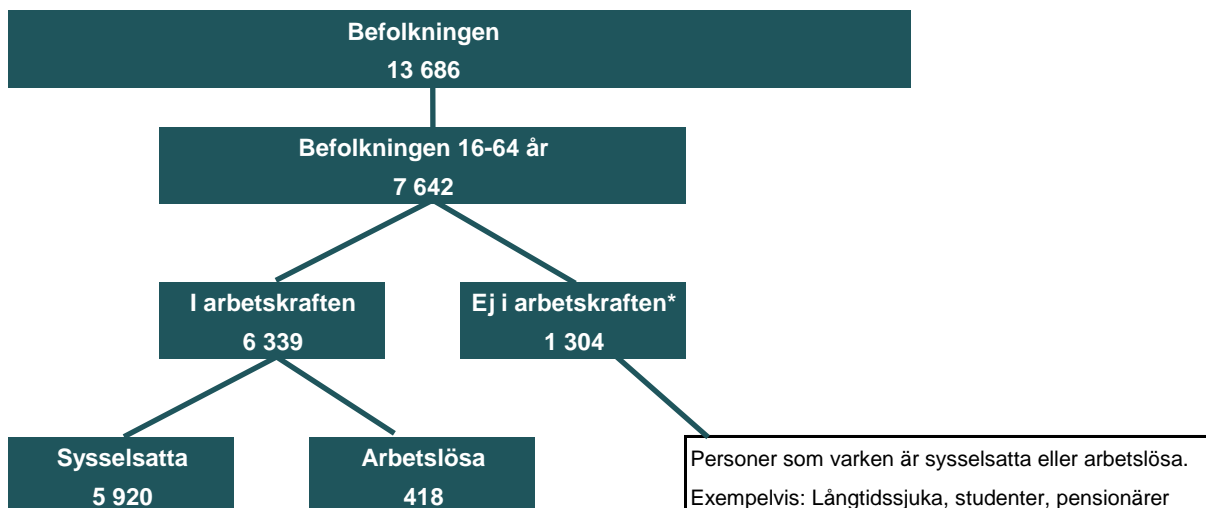 Befolkningen
13 686
Befolkningen 16-64 år
7 642
I arbetskraften
6 339
Ej i arbetskraften*
1 304
Sysselsatta
5 920
Arbetslösa
418
Personer som varken är sysselsatta eller arbetslösa.
Exempelvis: Långtidssjuka, studenter, pensionärer